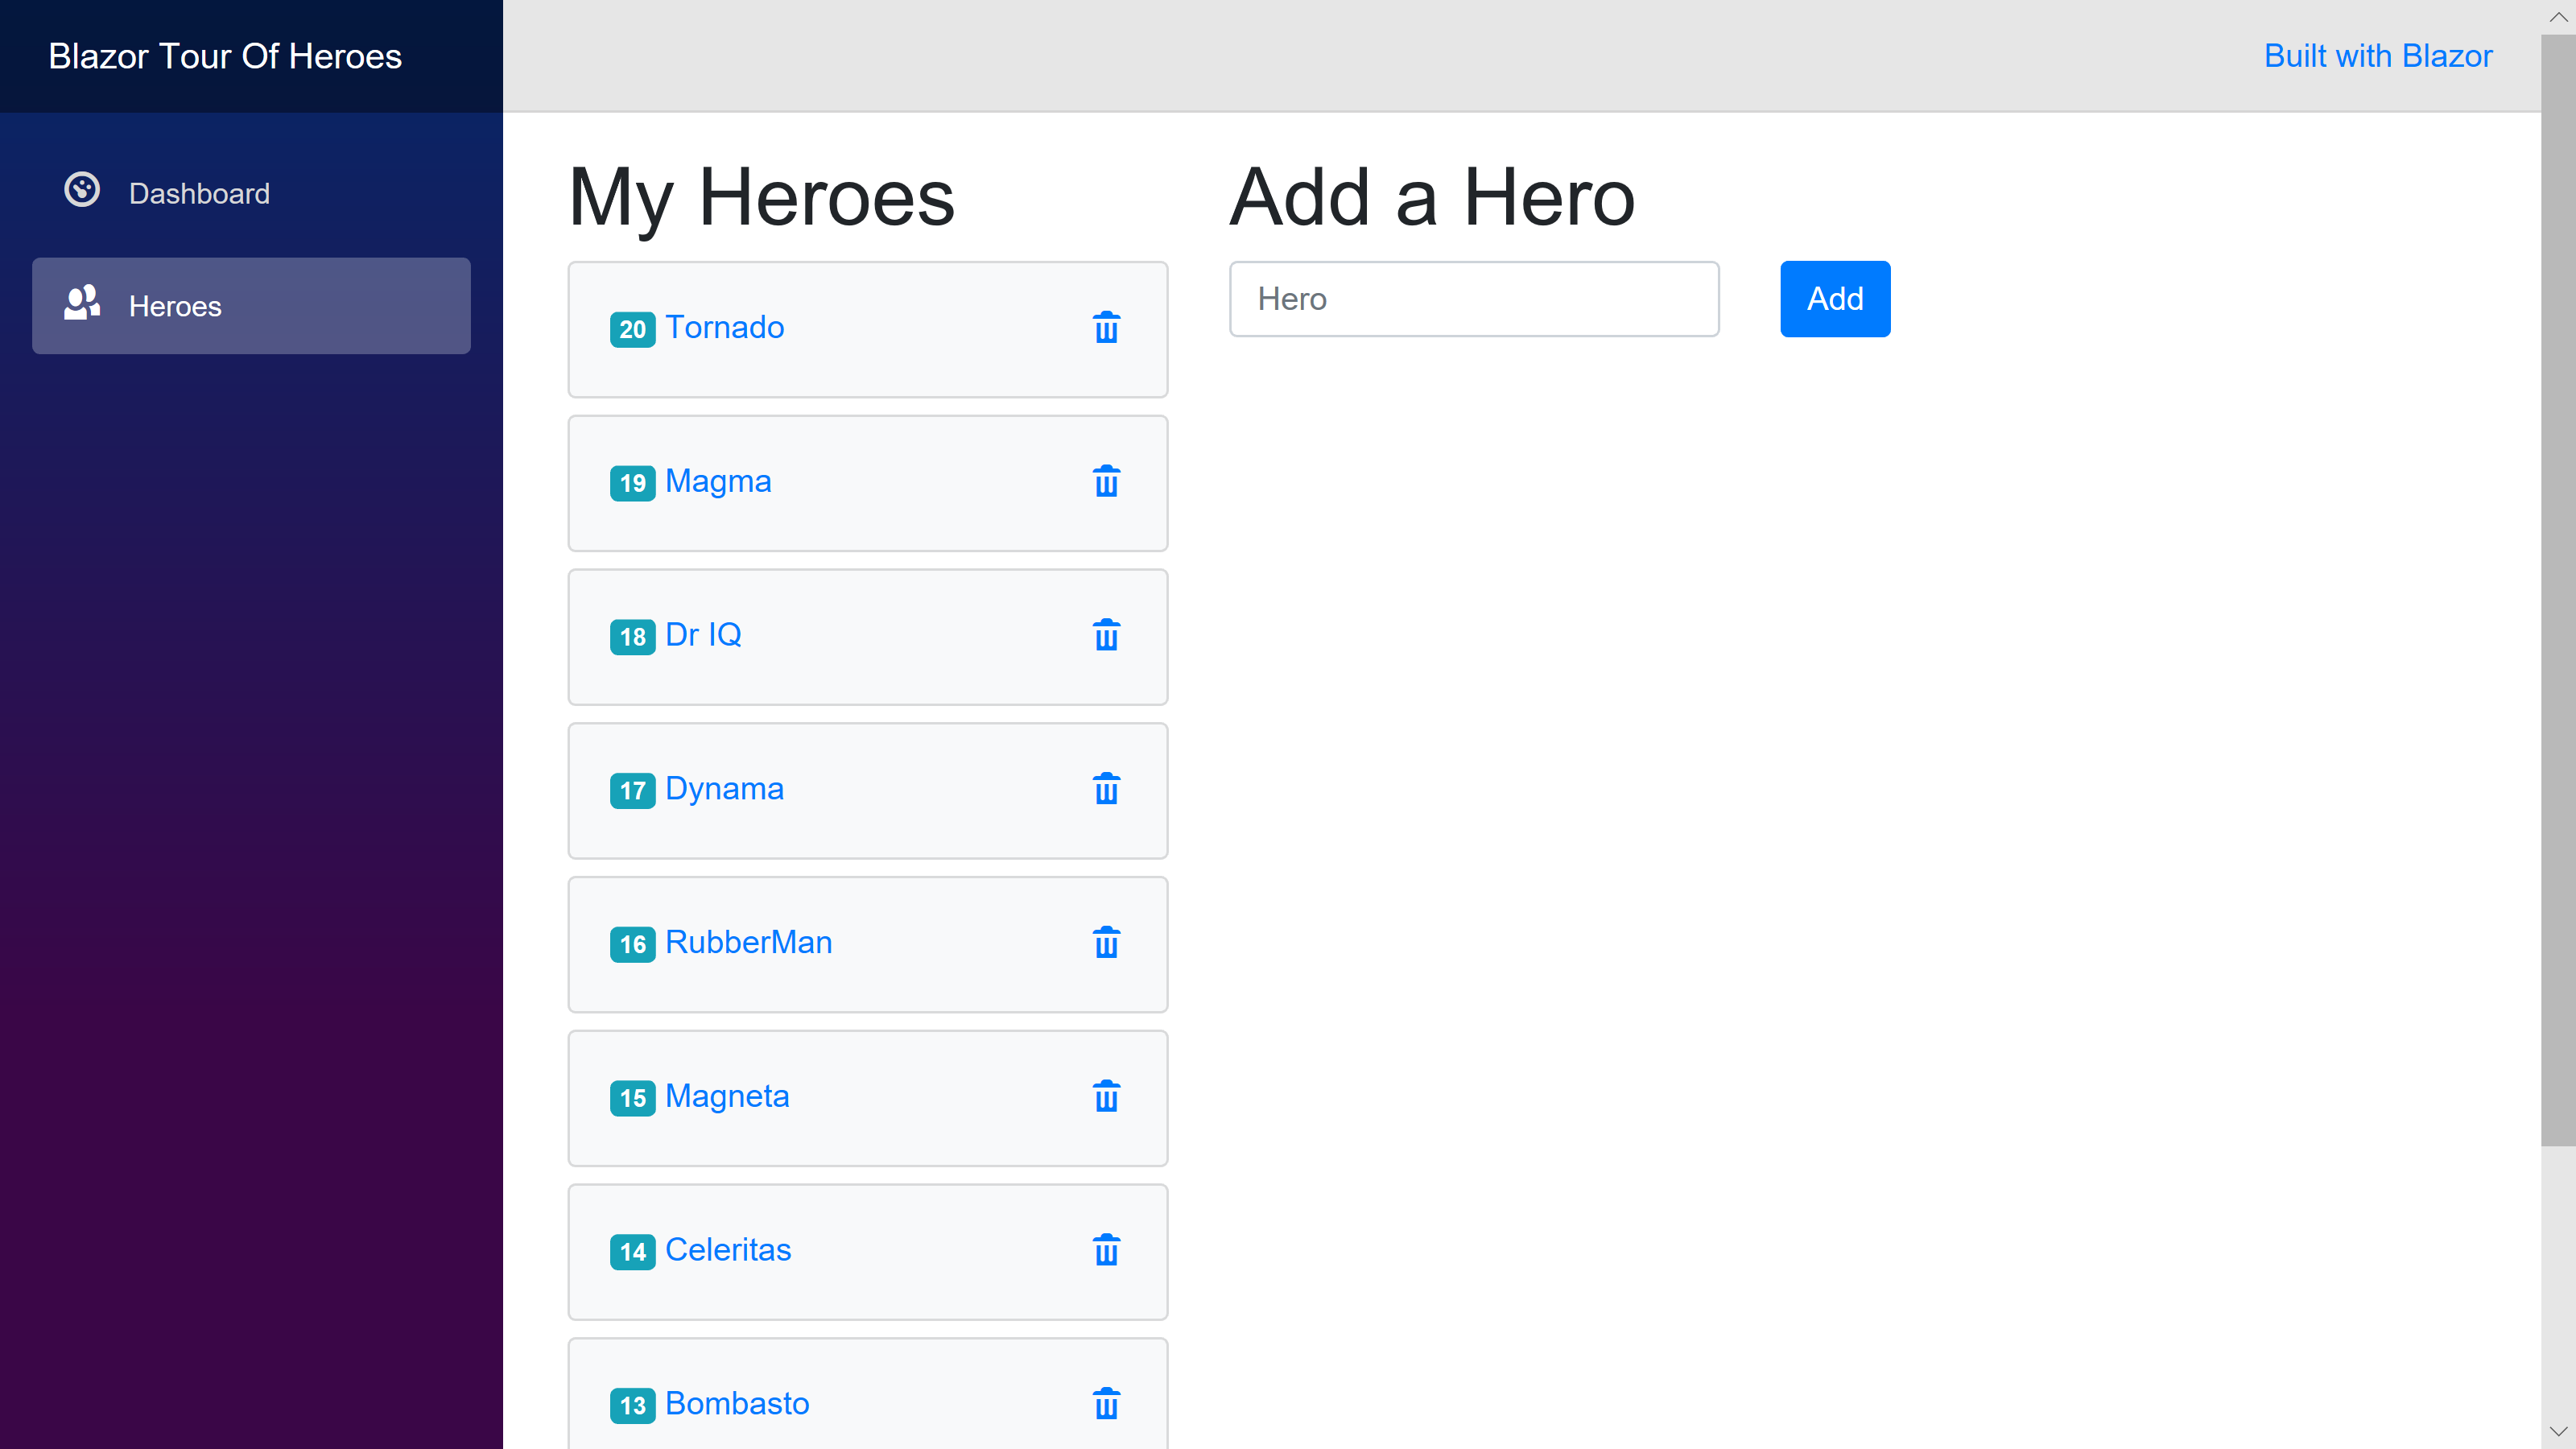 Blazor Tour Of Heroes
Built with Blazor
Dashboard
Heroes
My Heroes
20 Tornado
19 Magma
18 Dr IQ
17 Dynama
16 RubberMan
15 Magneta
14 Celeritas
13 Bombasto
Add a Hero
Hero
Add